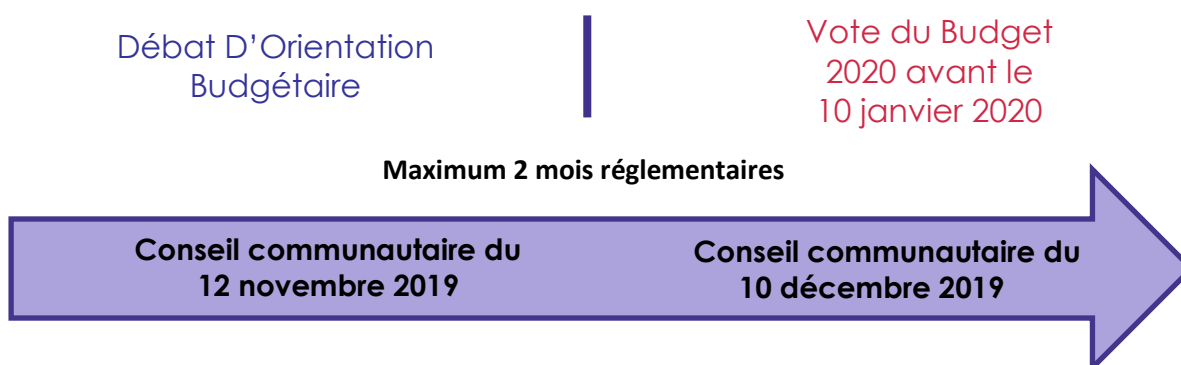 Débat D'Orientation
Budgétaire
Vote du Budget
2020 avant le
10 janvier 2020
Maximum 2 mois réglementaires
Conseil communautaire du
12 novembre 2019
Conseil communautaire du
10 décembre 2019